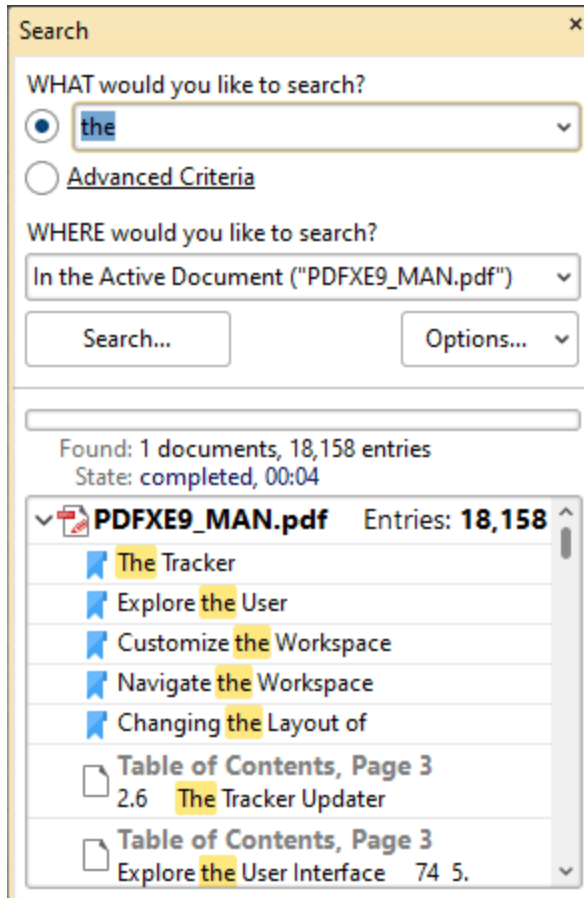 Search
WHAT would you like to search?
the
Advanced Criteria
WHERE would you like to search?
In the Active Document ("PDFXE9_MAN.pdf")
Search... Options...
Found: 1 documents, 18,158 entries
State: completed, 00:04
PDFXE9_MAN.pdf Entries: 18,158
The Tracker
Explore the User
Customize the Workspace
Navigate the Workspace
Changing the Layout of
Table of Contents, Page 3
2.6 The Tracker Updater
Table of Contents, Page 3
Explore the User Interface 74 5.